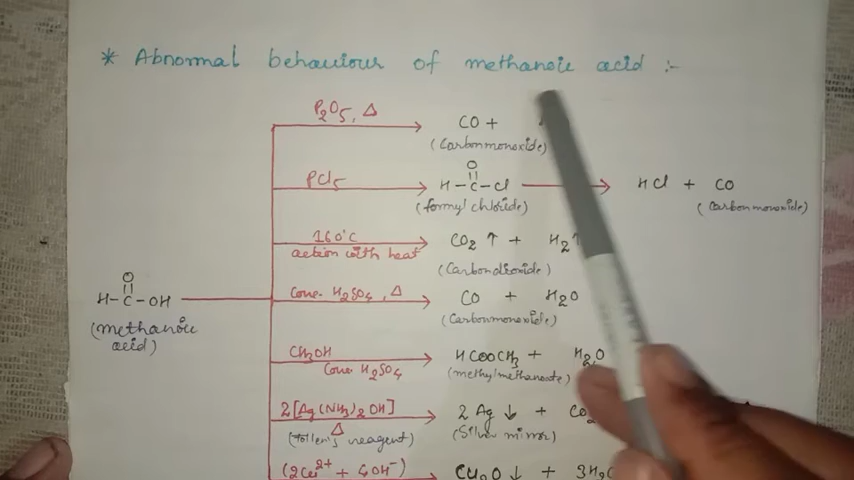 * Abnormal behaviour of methanoic acid :-
P₂O₅, Δ
CO +
(Carbonmonoxide)
O
PCl₅
H-C-Cl
HCl + CO
(formyl chloride)
(Carbonmonoxide)
160°C
CO₂ ↑ + H₂↑
action with heat
(Carbondioxide)
O
Conc. H₂SO₄, Δ
CO + H₂O
H-C-OH
(methanoic
acid)
(Carbonmonoxide)
CH₃OH
HCOOCH₃ + H₂O
Conc. H₂SO₄
(methylmethanoate)
2[Ag(NH₃)₂OH]
2 Ag ↓ +
Δ
(tollen's reagent)
(Silver mirror)
(2Cu²⁺ + 4OH⁻)
Cu₂O ↓ +